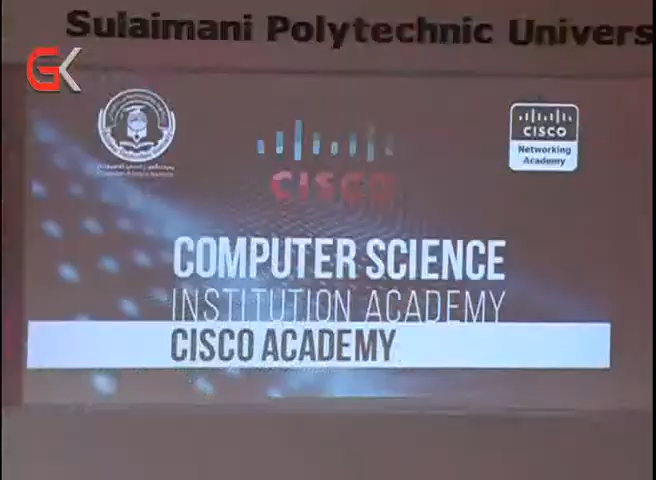 Sulaimani Polytechnic Univers
GK
CISCO
CISCO
Networking
Academy
COMPUTER SCIENCE
INSTITUTION ACADEMY
CISCO ACADEMY